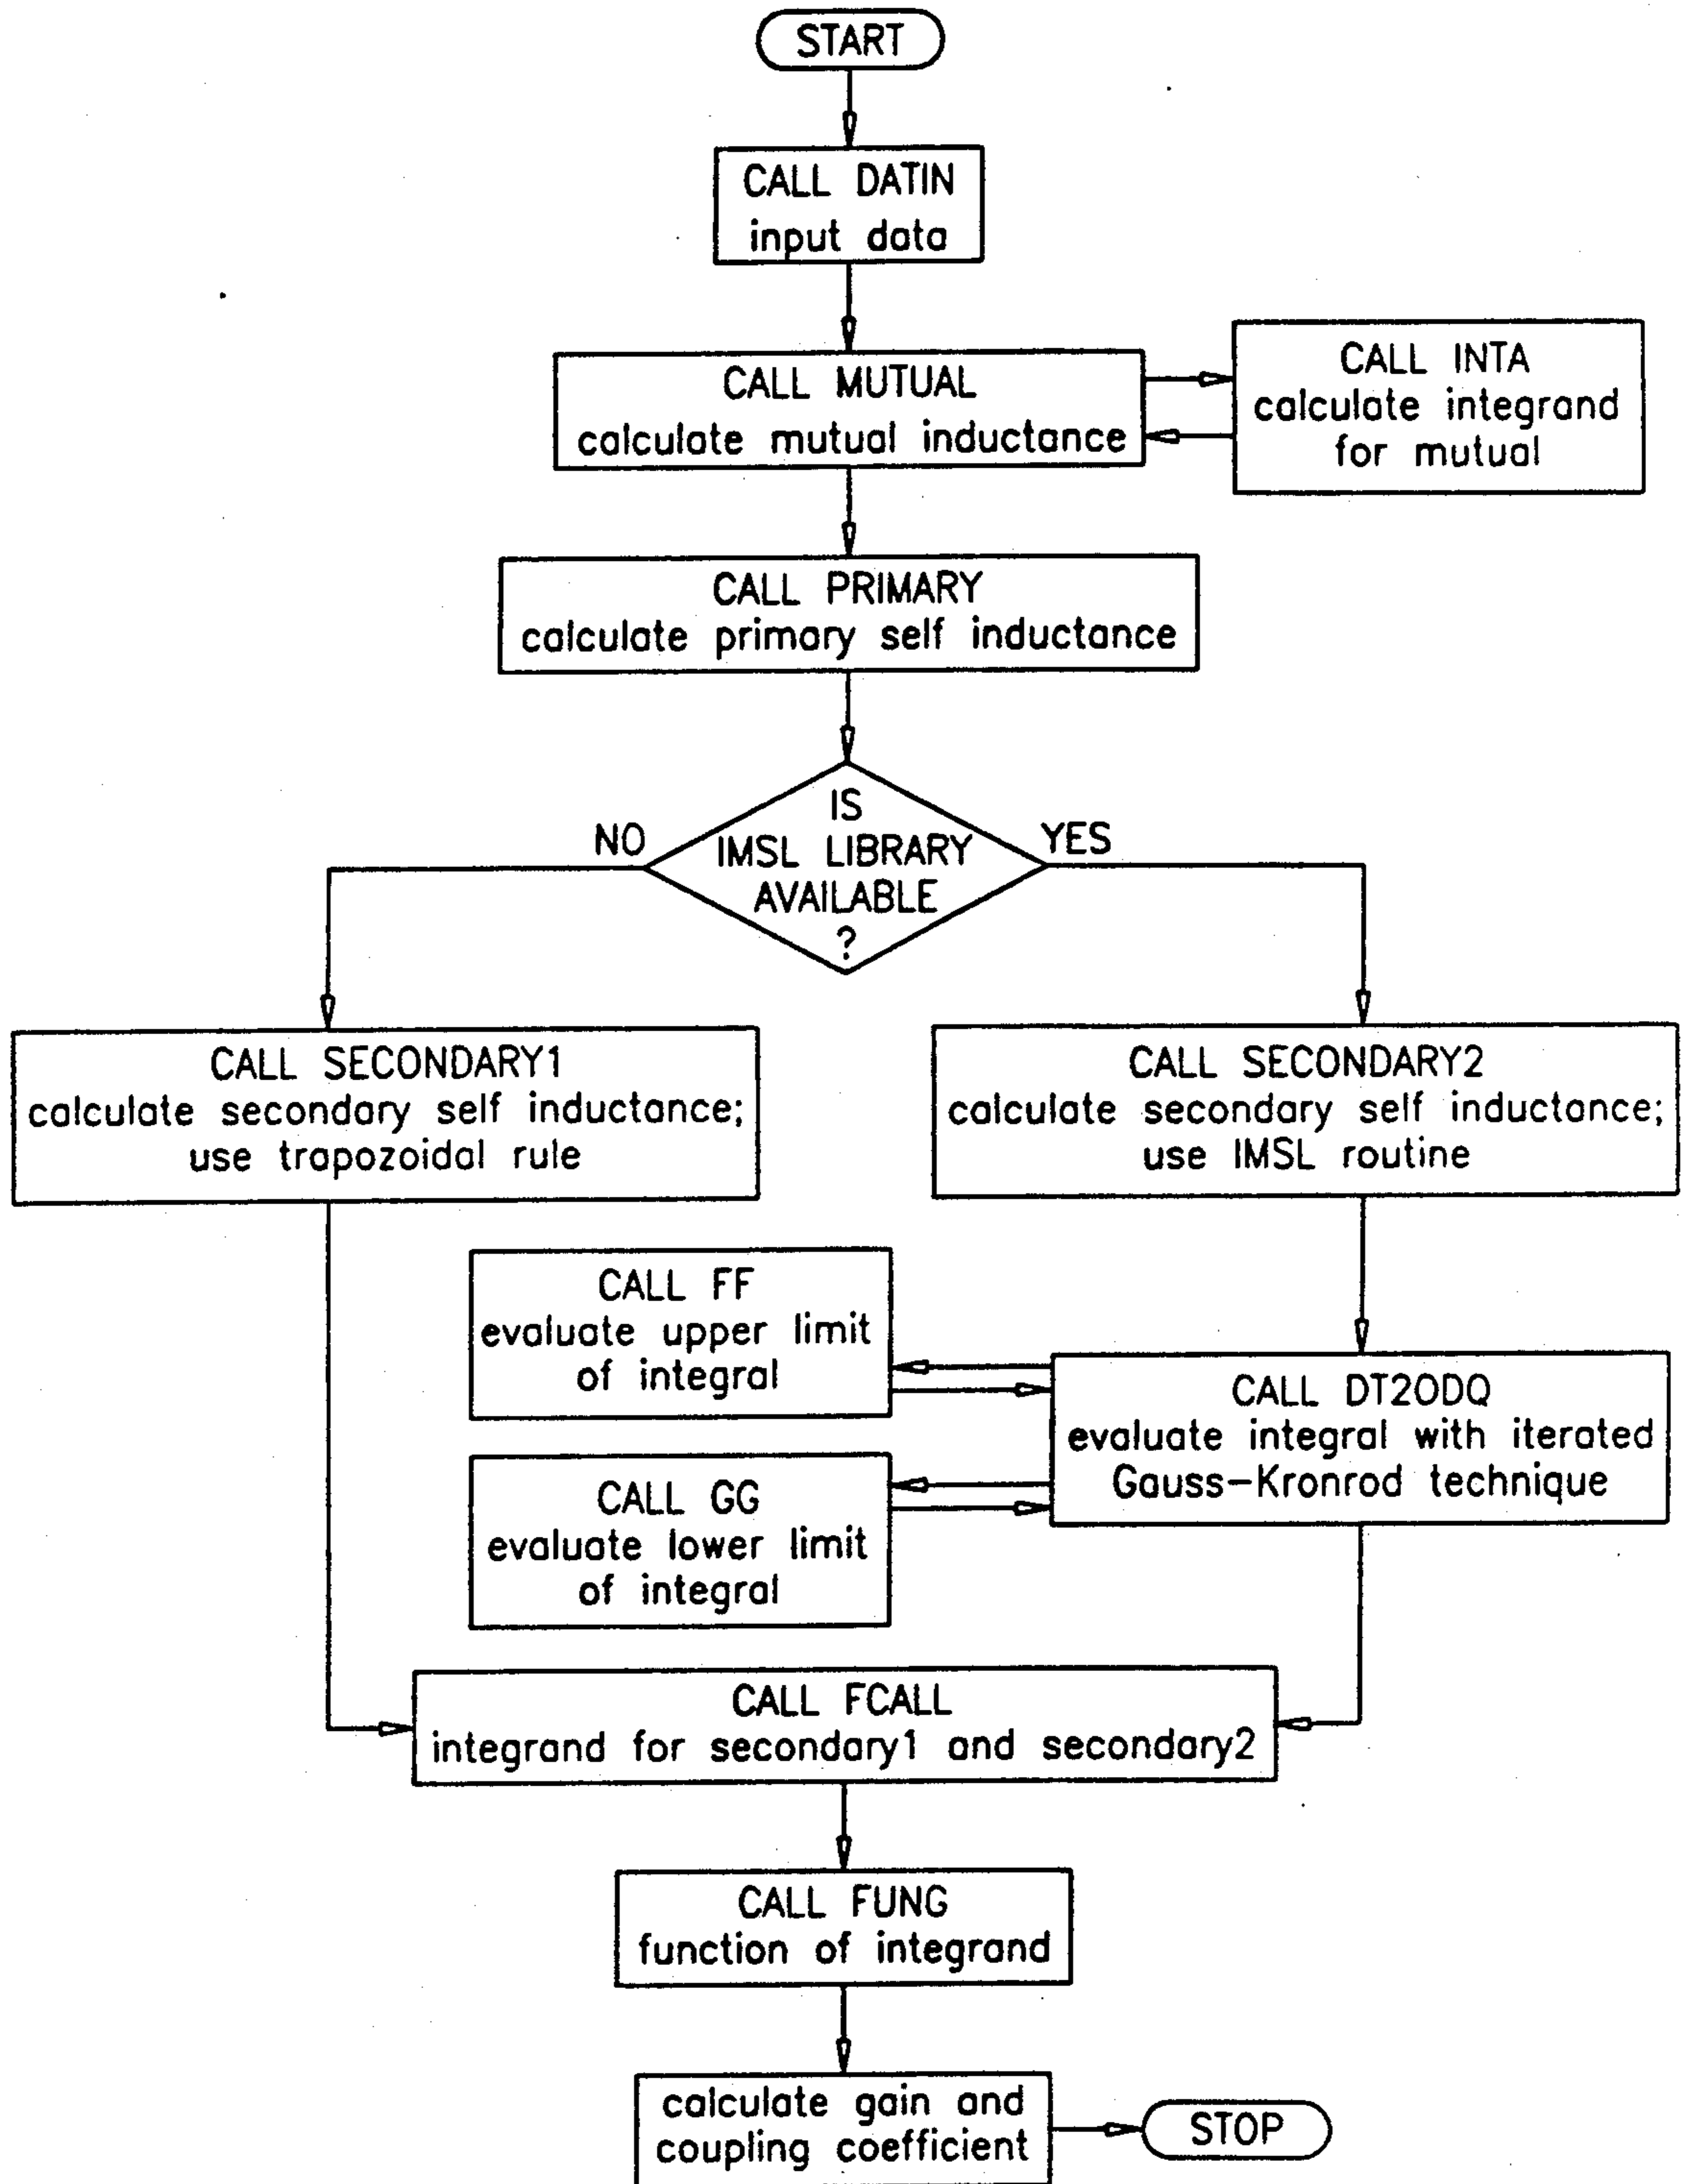 START
CALL DATIN
input data
CALL MUTUAL
calculate mutual inductance
CALL INTA
calculate integrand
for mutual
CALL PRIMARY
calculate primary self inductance
IS
IMSL LIBRARY
AVAILABLE
?
NO
YES
CALL SECONDARY1
calculate secondary self inductance;
use trapozoidal rule
CALL SECONDARY2
calculate secondary self inductance;
use IMSL routine
CALL FF
evaluate upper limit
of integral
CALL DT2ODQ
evaluate integral with iterated
Gauss-Kronrod technique
CALL GG
evaluate lower limit
of integral
CALL FCALL
integrand for secondary1 and secondary2
CALL FUNG
function of integrand
calculate gain and
coupling coefficient
STOP